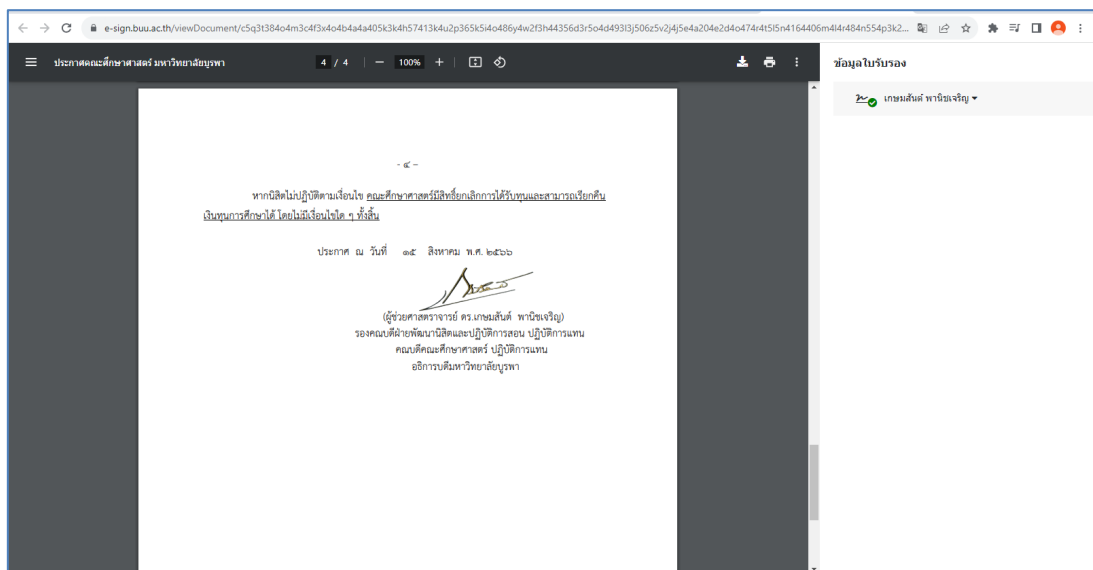 e-sign.buu.ac.th/viewDocument/c5q3t384o4m3c4f3x4o4b4a4a405k3k4h57413k4u2p365k5i4o486y4w2f3h44356d3r5o4d493l3j506z5v2j4j5e4a204e2d4o474r4t5l5n4164406m4l4r484n554p3k2...
ประกาศคณะศึกษาศาสตร์ มหาวิทยาลัยบูรพา
4 / 4
100%
ข้อมูลใบรับรอง
เกษมสันต์ พานิชเจริญ
- ๔ –
หากนิสิตไม่ปฏิบัติตามเงื่อนไข คณะศึกษาศาสตร์มีสิทธิ์ยกเลิกการได้รับทุนและสามารถเรียกคืน
เงินทุนการศึกษาได้ โดยไม่มีเงื่อนไขใด ๆ ทั้งสิ้น
ประกาศ ณ วันที่ ๑๕ สิงหาคม พ.ศ. ๒๕๖๖
(ผู้ช่วยศาสตราจารย์ ดร.เกษมสันต์ พานิชเจริญ)
รองคณบดีฝ่ายพัฒนานิสิตและปฏิบัติการสอน ปฏิบัติการแทน
คณบดีคณะศึกษาศาสตร์ ปฏิบัติการแทน
อธิการบดีมหาวิทยาลัยบูรพา